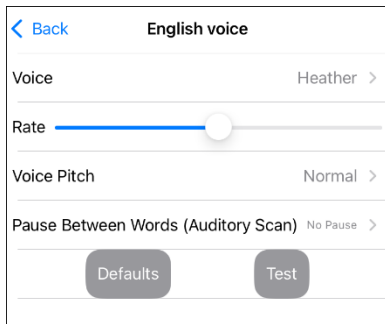 Back English voice
Voice Heather
Rate
Voice Pitch Normal
Pause Between Words (Auditory Scan) No Pause
Defaults Test